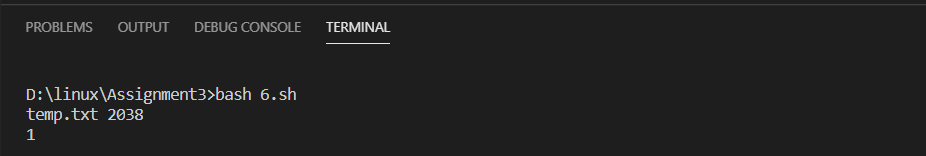 PROBLEMS OUTPUT DEBUG CONSOLE TERMINAL
D:\linux\Assignment3>bash 6.sh
temp.txt 2038
1